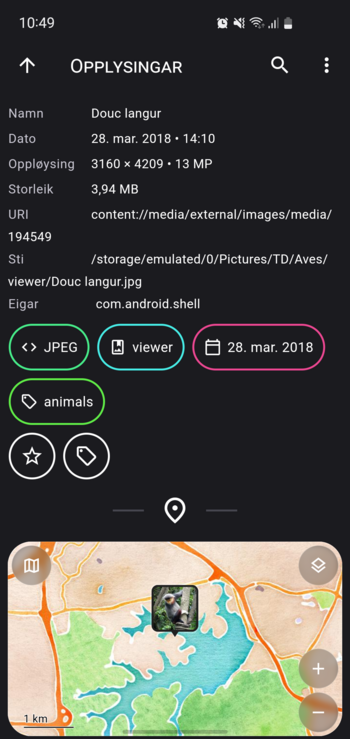 10:49
OPPLYSINGAR
Namn Douc langur
Dato 28. mar. 2018 • 14:10
Oppløysing 3160 × 4209 • 13 MP
Storleik 3,94 MB
URI content://media/external/images/media/
194549
Sti /storage/emulated/0/Pictures/TD/Aves/
viewer/Douc langur.jpg
Eigar com.android.shell
JPEG viewer 28. mar. 2018
animals
1 km